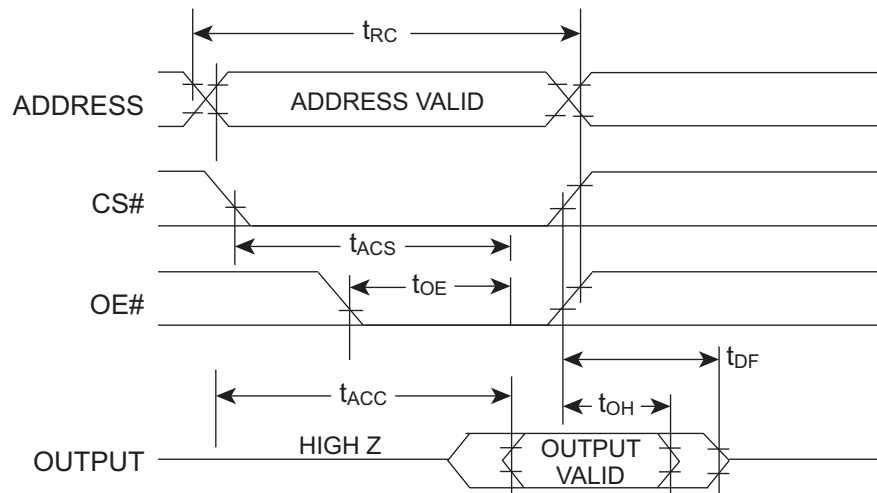 tRC
ADDRESS
ADDRESS VALID
CS#
tACS
OE#
tOE
tDF
tACC
tOH
OUTPUT
HIGH Z
OUTPUT
VALID